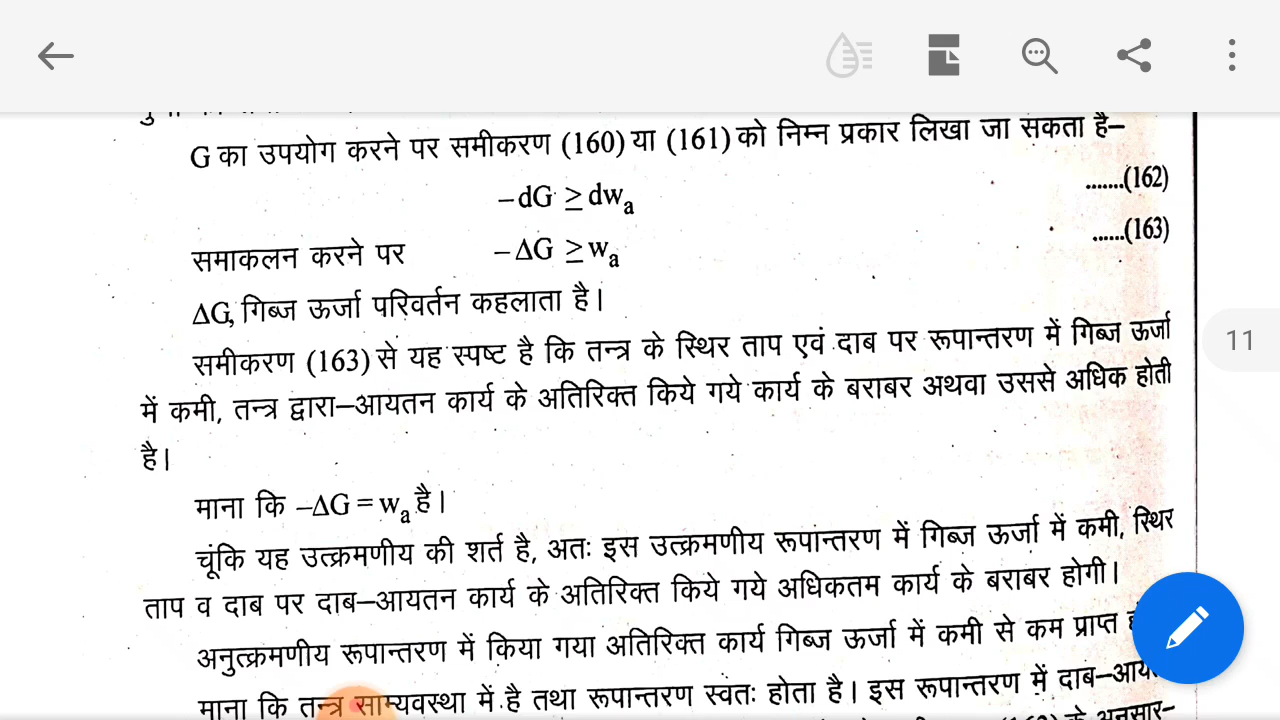 G का उपयोग करने पर समीकरण (160) या (161) को निम्न प्रकार लिखा जा सकता है–
–dG ≥ dwₐ .......(162)
समाकलन करने पर –ΔG ≥ wₐ ......(163)
ΔG, गिब्ज ऊर्जा परिवर्तन कहलाता है।
समीकरण (163) से यह स्पष्ट है कि तन्त्र के स्थिर ताप एवं दाब पर रूपान्तरण में गिब्ज ऊर्जा
में कमी, तन्त्र द्वारा–आयतन कार्य के अतिरिक्त किये गये कार्य के बराबर अथवा उससे अधिक होती
है।
11
माना कि –ΔG = wₐ है।
चूंकि यह उत्क्रमणीय की शर्त है, अतः इस उत्क्रमणीय रूपान्तरण में गिब्ज ऊर्जा में कमी, स्थिर
ताप व दाब पर दाब–आयतन कार्य के अतिरिक्त किये गये अधिकतम कार्य के बराबर होगी।
अनुत्क्रमणीय रूपान्तरण में किया गया अतिरिक्त कार्य गिब्ज ऊर्जा में कमी से कम प्राप्त
माना कि तन्त्र साम्यवस्था में है तथा रूपान्तरण स्वतः होता है। इस रूपान्तरण में दाब–
के अनुसार–